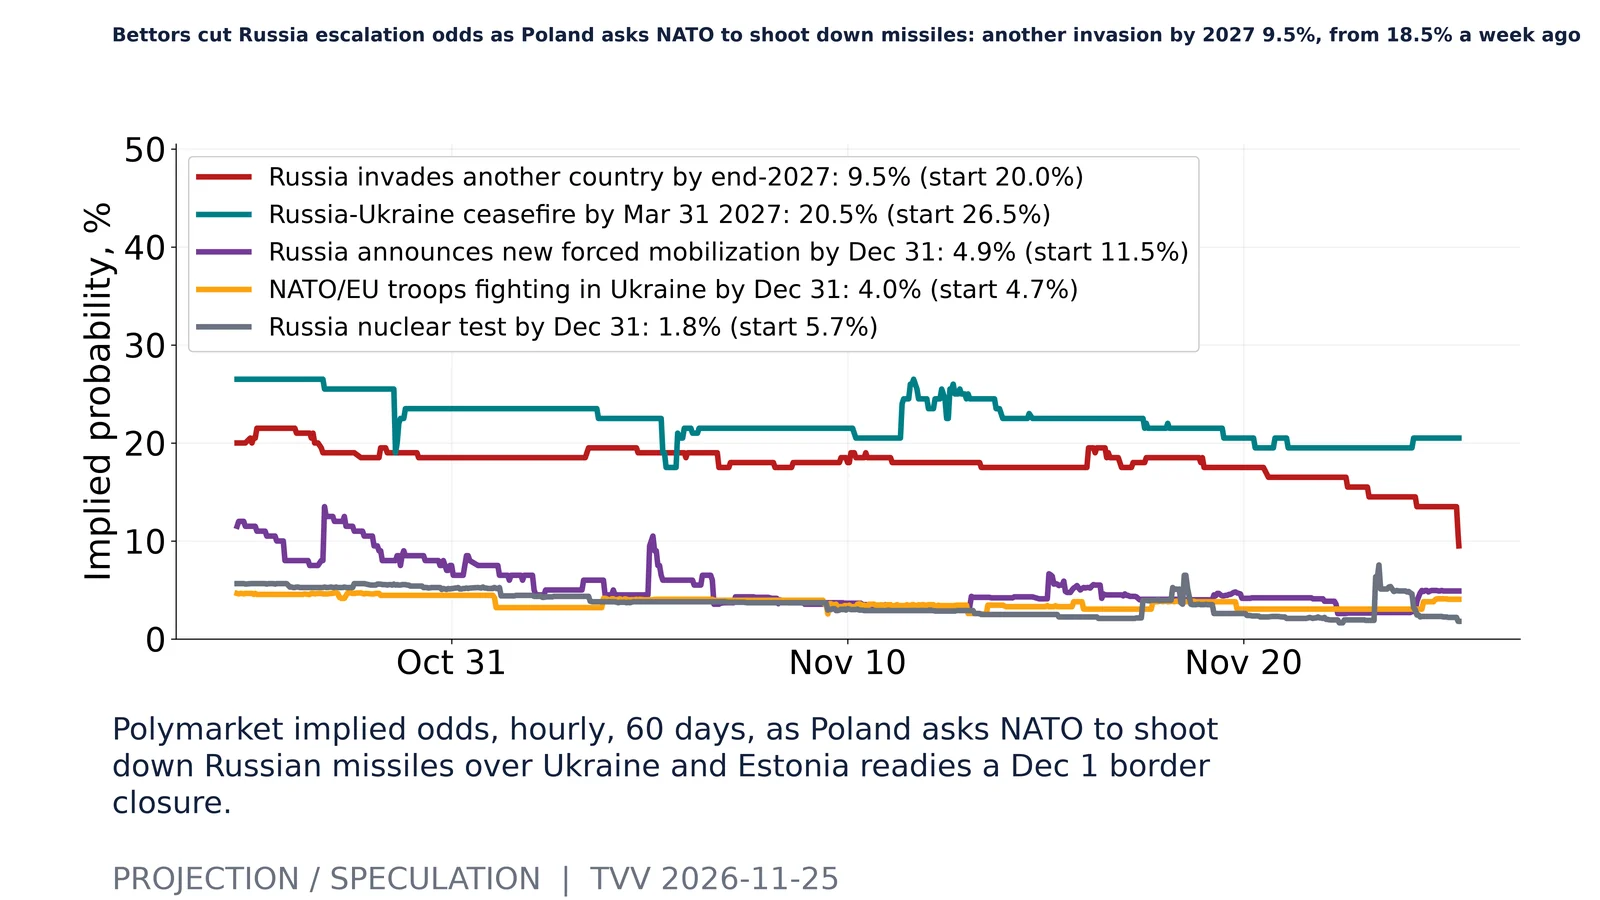 Bettors cut Russia escalation odds as Poland asks NATO to shoot down missiles: another invasion by 2027 9.5%, from 18.5% a week ago
Implied probability, %
50
40
30
20
10
0
Russia invades another country by end-2027: 9.5% (start 20.0%)
Russia-Ukraine ceasefire by Mar 31 2027: 20.5% (start 26.5%)
Russia announces new forced mobilization by Dec 31: 4.9% (start 11.5%)
NATO/EU troops fighting in Ukraine by Dec 31: 4.0% (start 4.7%)
Russia nuclear test by Dec 31: 1.8% (start 5.7%)
Oct 31
Nov 10
Nov 20
Polymarket implied odds, hourly, 60 days, as Poland asks NATO to shoot
down Russian missiles over Ukraine and Estonia readies a Dec 1 border
closure.
PROJECTION / SPECULATION | TVV 2026-11-25